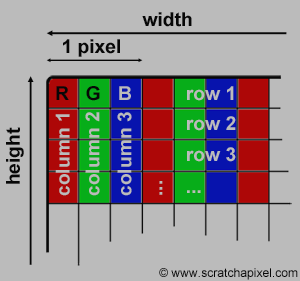 width
1 pixel
height
R G B row 1
row 2
row 3
column 1
column 2
column 3
... ...
© www.scratchapixel.com